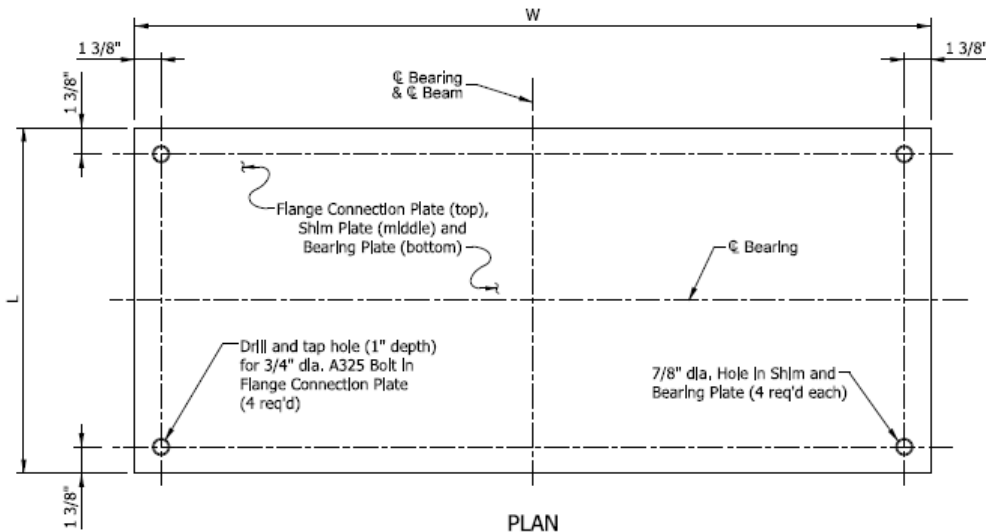 W
1 3/8"
1 3/8"
1 3/8"
℄ Bearing
& ℄ Beam
Flange Connection Plate (top),
Shim Plate (middle) and
Bearing Plate (bottom)
℄ Bearing
L
Drill and tap hole (1" depth)
for 3/4" dia. A325 Bolt in
Flange Connection Plate
(4 req'd)
7/8" dia. Hole in Shim and
Bearing Plate (4 req'd each)
1 3/8"
PLAN